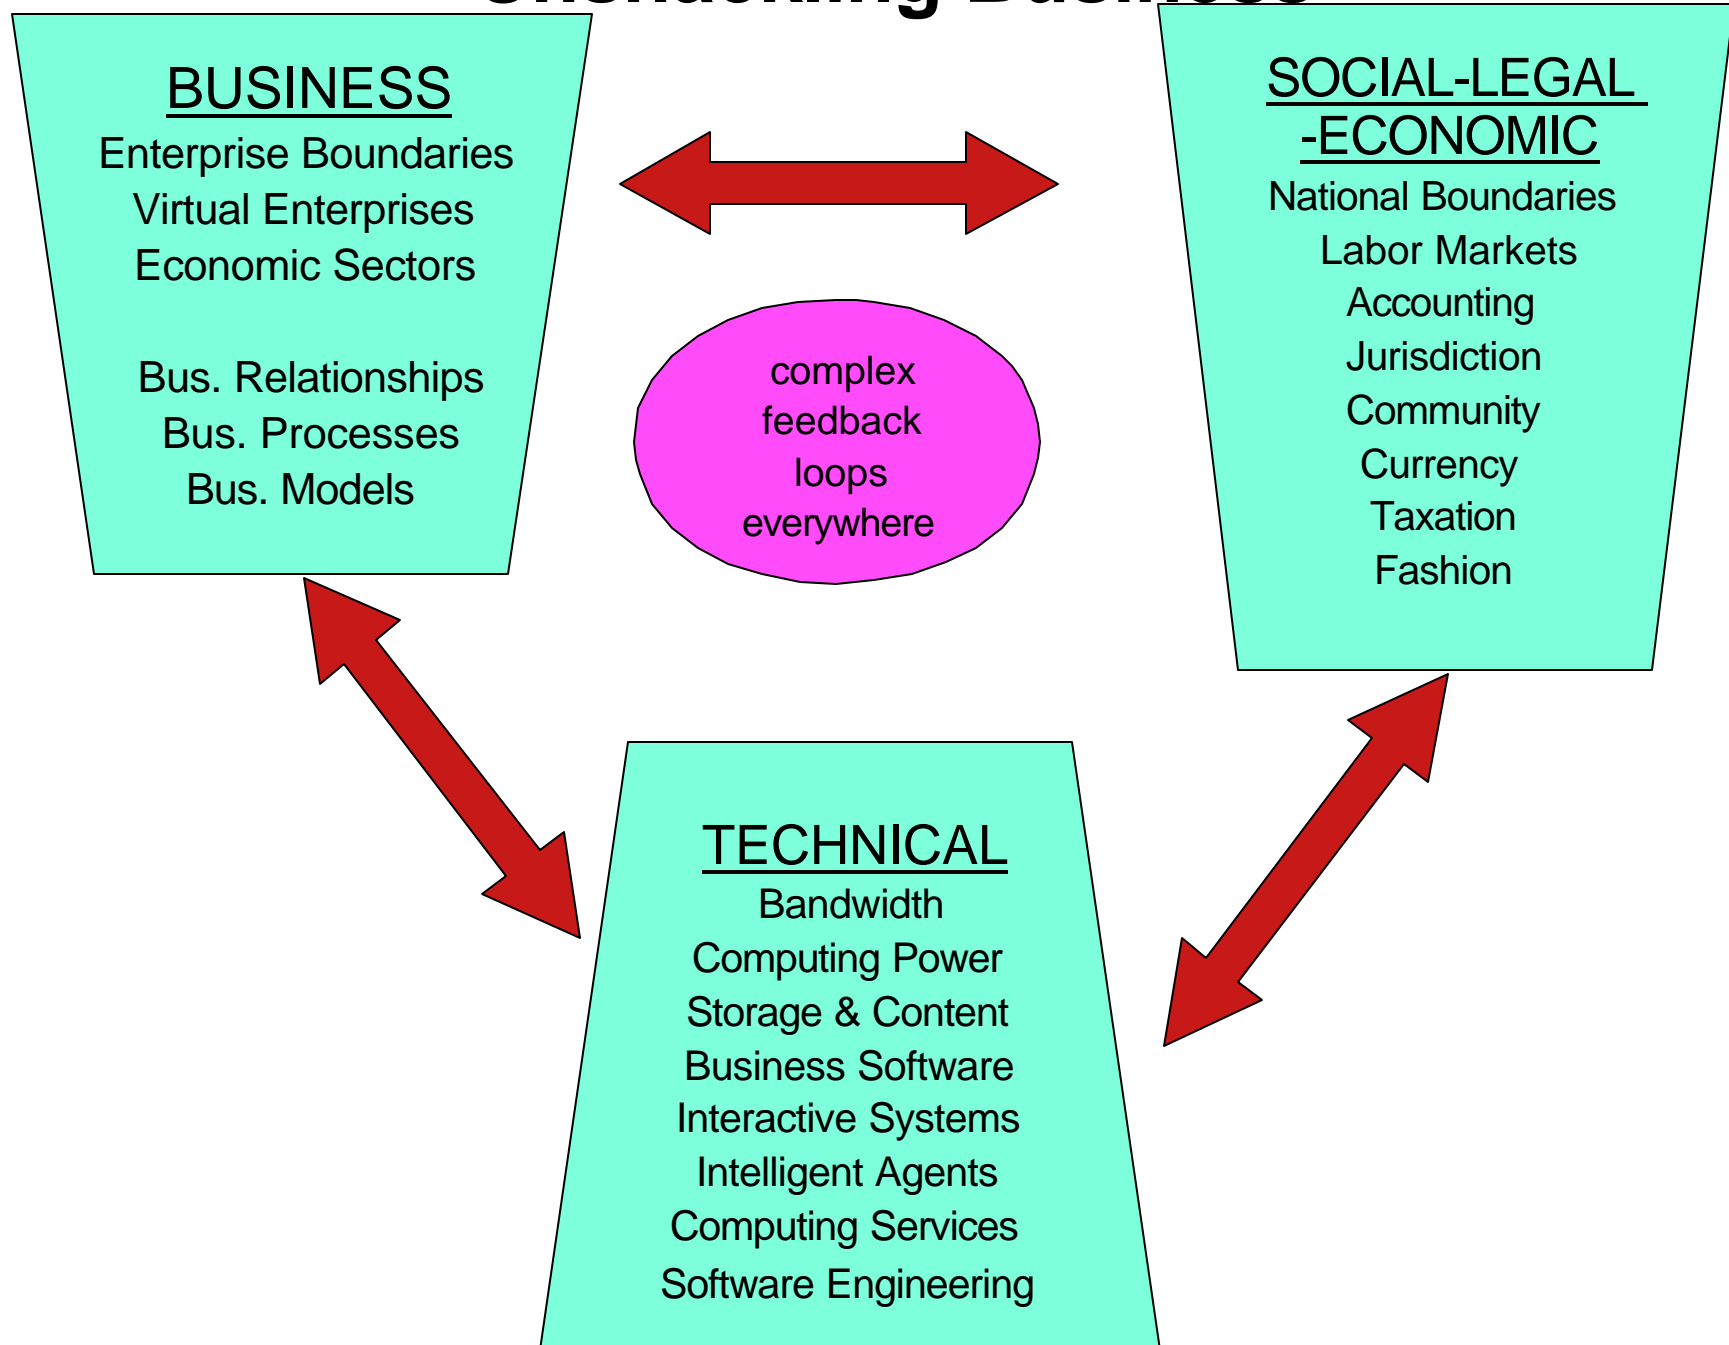 Unshackling Business
BUSINESS
Enterprise Boundaries
Virtual Enterprises
Economic Sectors
Bus. Relationships
Bus. Processes
Bus. Models
SOCIAL-LEGAL
-ECONOMIC
National Boundaries
Labor Markets
Accounting
Jurisdiction
Community
Currency
Taxation
Fashion
complex
feedback
loops
everywhere
TECHNICAL
Bandwidth
Computing Power
Storage & Content
Business Software
Interactive Systems
Intelligent Agents
Computing Services
Software Engineering